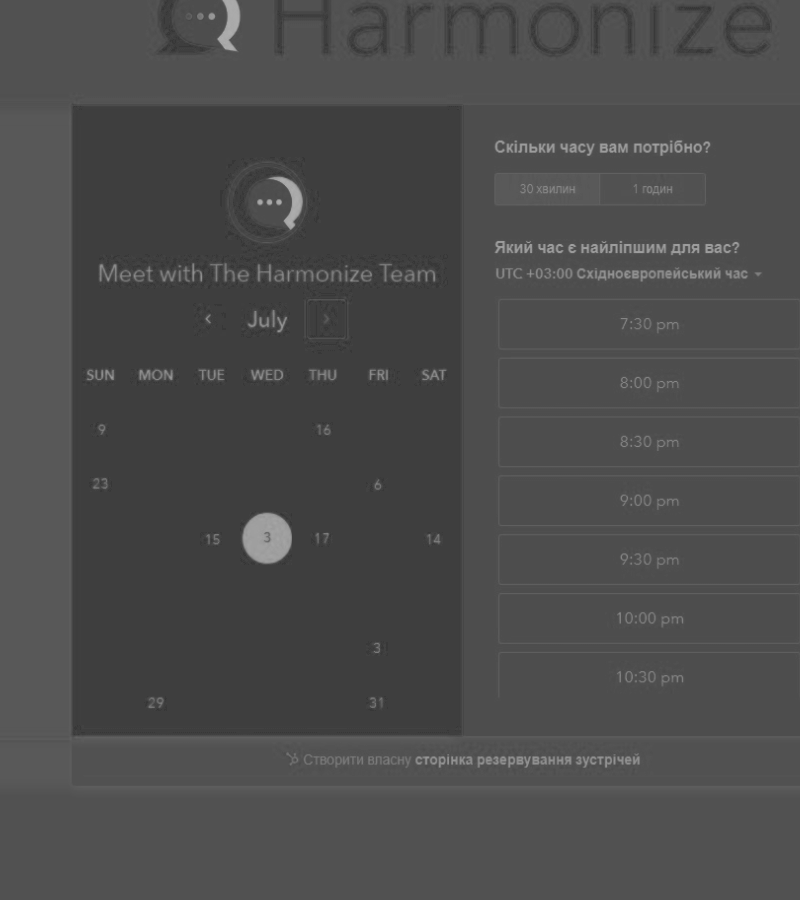 Harmonize
Meet with The Harmonize Team
July
SUN MON TUE WED THU FRI SAT
9 16
23 6
15 3 17 14
3
29 31
Скільки часу вам потрібно?
30 хвилин 1 годин
Який час є найліпшим для вас?
UTC +03:00 Східноєвропейський час
7:30 pm
8:00 pm
8:30 pm
9:00 pm
9:30 pm
10:00 pm
10:30 pm
Створити власну сторінка резервування зустрічей